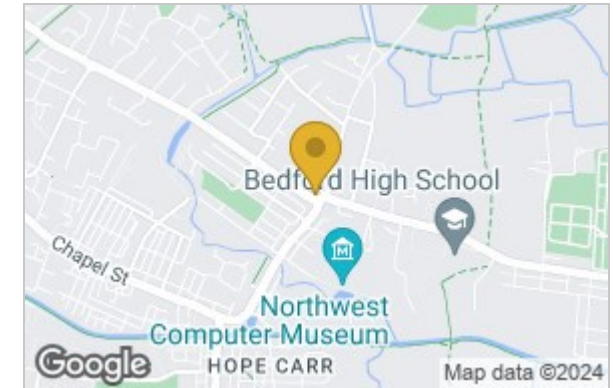 Bedford High School
Chapel St
Northwest
Computer Museum
HOPE CARR
Google
Map data ©2024